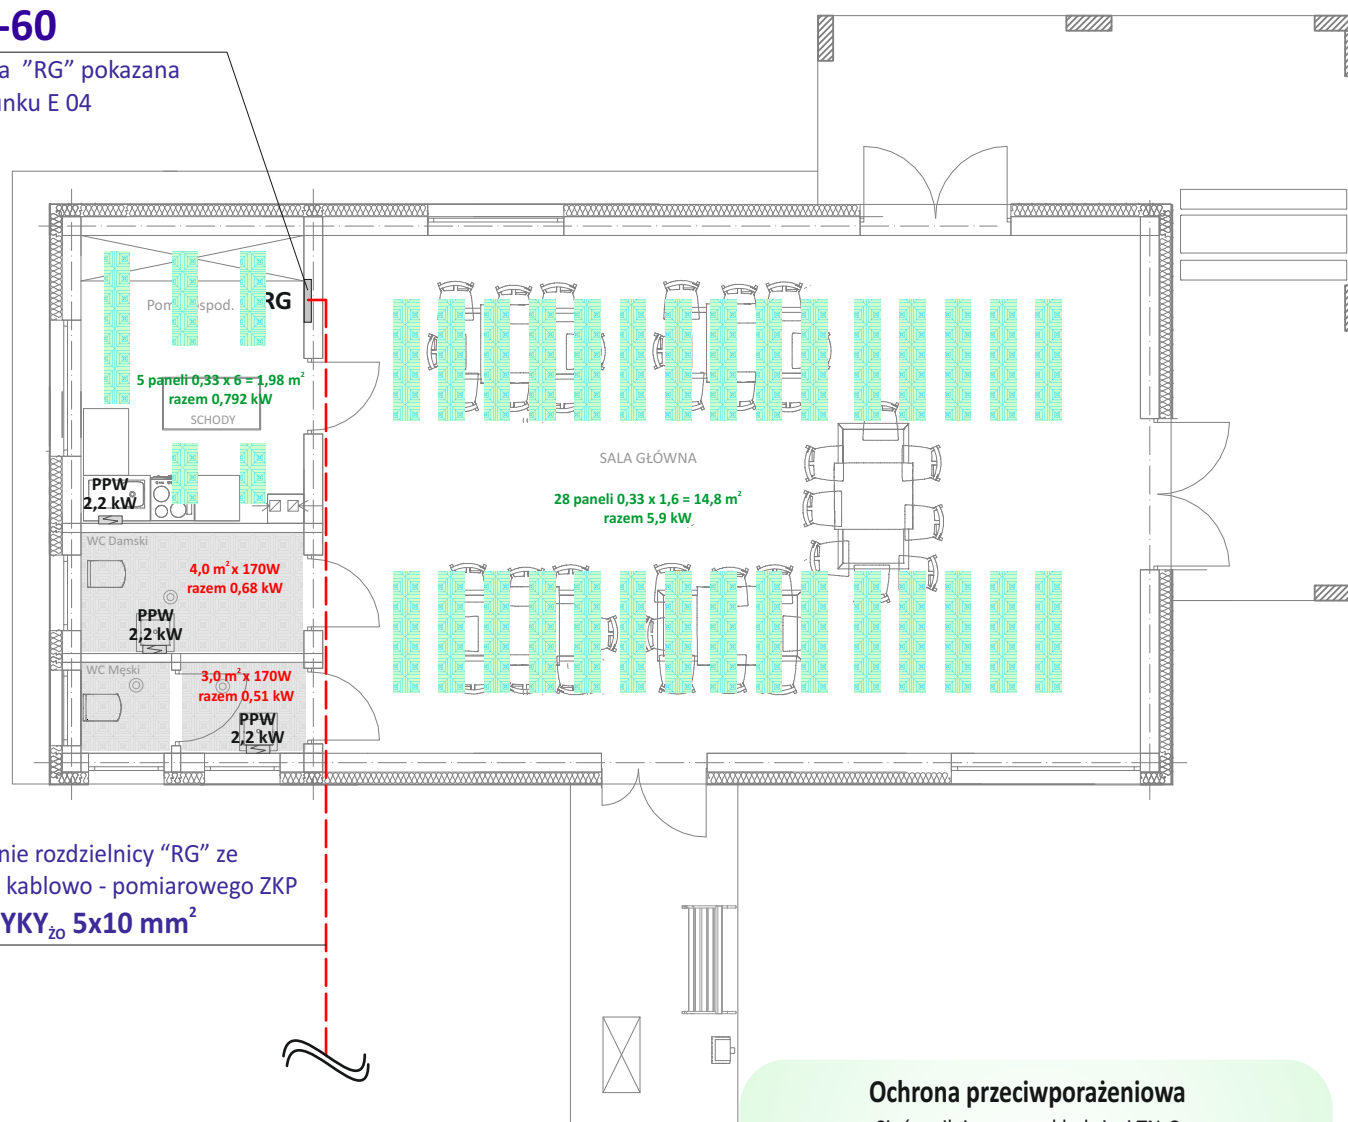 -60
a ”RG” pokazana
unku E 04
RG
5 paneli 0,33 x 6 = 1,98 m²
razem 0,792 kW
SCHODY
PPW
2,2 kW
SALA GŁÓWNA
28 paneli 0,33 x 1,6 = 14,8 m²
razem 5,9 kW
WC Damski
4,0 m² x 170W
razem 0,68 kW
PPW
2,2 kW
WC Męski
3,0 m² x 170W
razem 0,51 kW
PPW
2,2 kW
nie rozdzielnicy “RG” ze
kablowo - pomiarowego ZKP
YKYżo 5x10 mm²
Ochrona przeciwporażeniowa